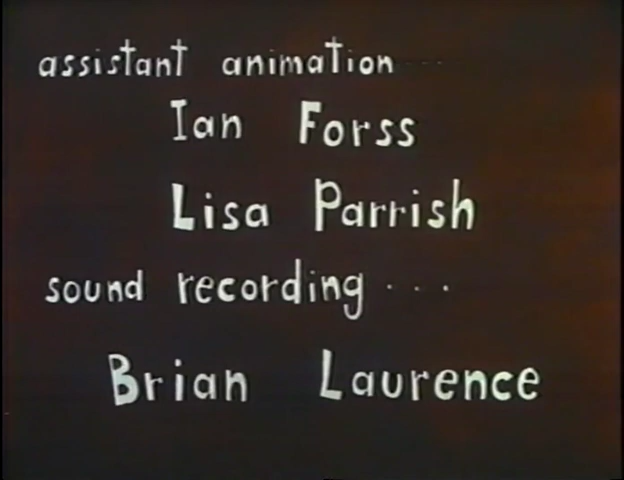 assistant animation ...
Ian Forss
Lisa Parrish
sound recording ...
Brian Laurence